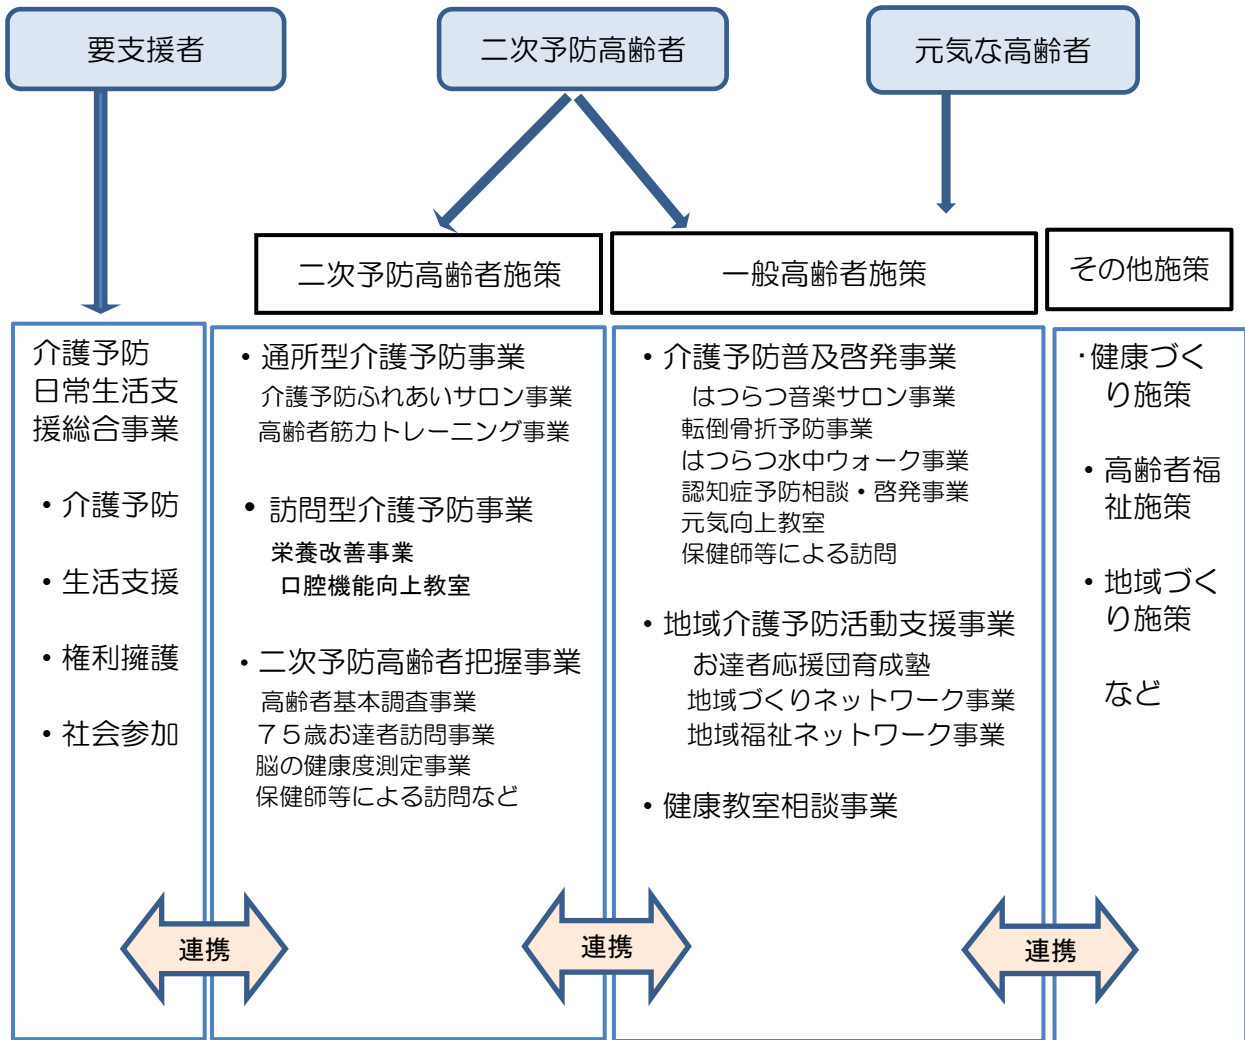 要支援者
二次予防高齢者
元気な高齢者
二次予防高齢者施策
一般高齢者施策
その他施策
介護予防
日常生活支
援総合事業
・介護予防
・生活支援
・権利擁護
・社会参加
・通所型介護予防事業
介護予防ふれあいサロン事業
高齢者筋力トレーニング事業
・訪問型介護予防事業
栄養改善事業
口腔機能向上教室
・二次予防高齢者把握事業
高齢者基本調査事業
７５歳お達者訪問事業
脳の健康度測定事業
保健師等による訪問など
・介護予防普及啓発事業
はつらつ音楽サロン事業
転倒骨折予防事業
はつらつ水中ウォーク事業
認知症予防相談・啓発事業
元気向上教室
保健師等による訪問
・地域介護予防活動支援事業
お達者応援団育成塾
地域づくりネットワーク事業
地域福祉ネットワーク事業
・健康教室相談事業
・健康づく
り施策
・高齢者福
祉施策
・地域づく
り施策
など
連携
連携
連携